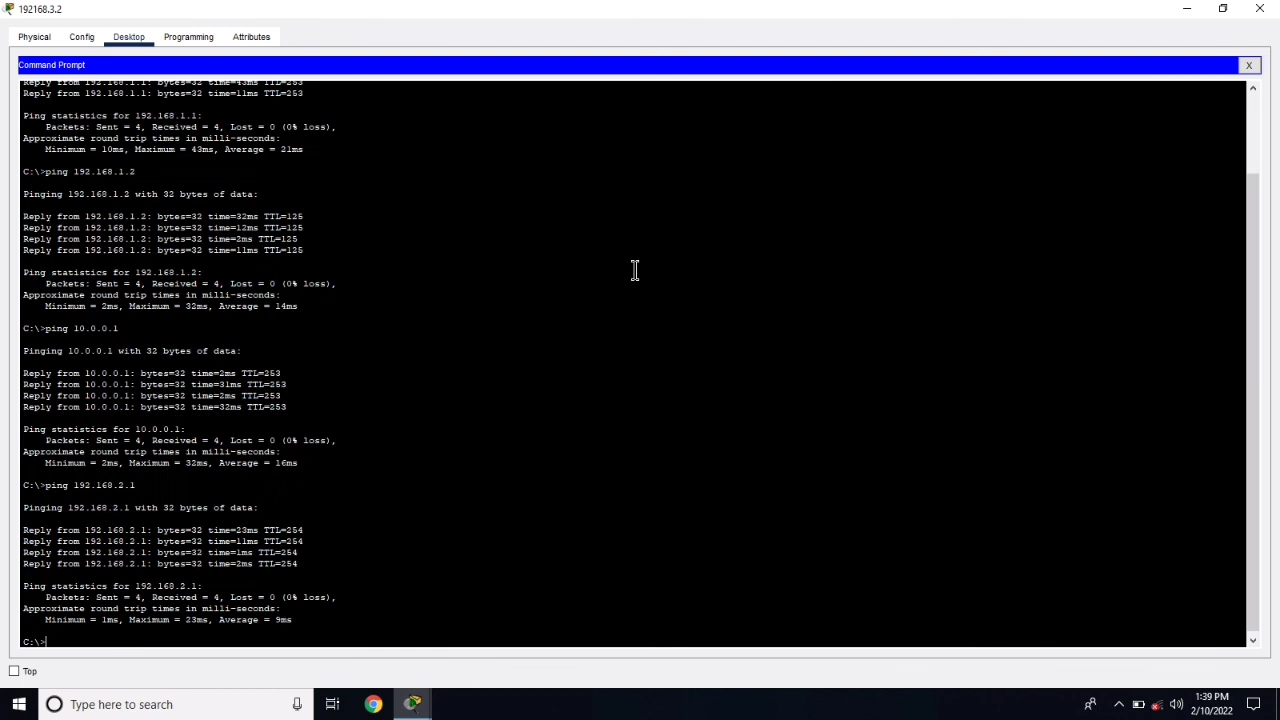 192168.3.2
Physical Config Desktop Programming Attributes
Command Prompt X
Reply from 192.168.1.1: bytes=32 time=43ms TTL=253
Reply from 192.168.1.1: bytes=32 time=11ms TTL=253
Ping statistics for 192.168.1.1:
Packets: Sent = 4, Received = 4, Lost = 0 (0% loss),
Approximate round trip times in milli-seconds:
Minimum = 10ms, Maximum = 43ms, Average = 21ms
C:\>ping 192.168.1.2
Pinging 192.168.1.2 with 32 bytes of data:
Reply from 192.168.1.2: bytes=32 time=32ms TTL=125
Reply from 192.168.1.2: bytes=32 time=12ms TTL=125
Reply from 192.168.1.2: bytes=32 time=2ms TTL=125
Reply from 192.168.1.2: bytes=32 time=11ms TTL=125
Ping statistics for 192.168.1.2:
Packets: Sent = 4, Received = 4, Lost = 0 (0% loss),
Approximate round trip times in milli-seconds:
Minimum = 2ms, Maximum = 32ms, Average = 14ms
C:\>ping 10.0.0.1
Pinging 10.0.0.1 with 32 bytes of data:
Reply from 10.0.0.1: bytes=32 time=2ms TTL=253
Reply from 10.0.0.1: bytes=32 time=31ms TTL=253
Reply from 10.0.0.1: bytes=32 time=2ms TTL=253
Reply from 10.0.0.1: bytes=32 time=32ms TTL=253
Ping statistics for 10.0.0.1:
Packets: Sent = 4, Received = 4, Lost = 0 (0% loss),
Approximate round trip times in milli-seconds:
Minimum = 2ms, Maximum = 32ms, Average = 16ms
C:\>ping 192.168.2.1
Pinging 192.168.2.1 with 32 bytes of data:
Reply from 192.168.2.1: bytes=32 time=23ms TTL=254
Reply from 192.168.2.1: bytes=32 time=11ms TTL=254
Reply from 192.168.2.1: bytes=32 time=1ms TTL=254
Reply from 192.168.2.1: bytes=32 time=2ms TTL=254
Ping statistics for 192.168.2.1:
Packets: Sent = 4, Received = 4, Lost = 0 (0% loss),
Approximate round trip times in milli-seconds:
Minimum = 1ms, Maximum = 23ms, Average = 9ms
C:\>
Top
Type here to search
1:39 PM
2/10/2022